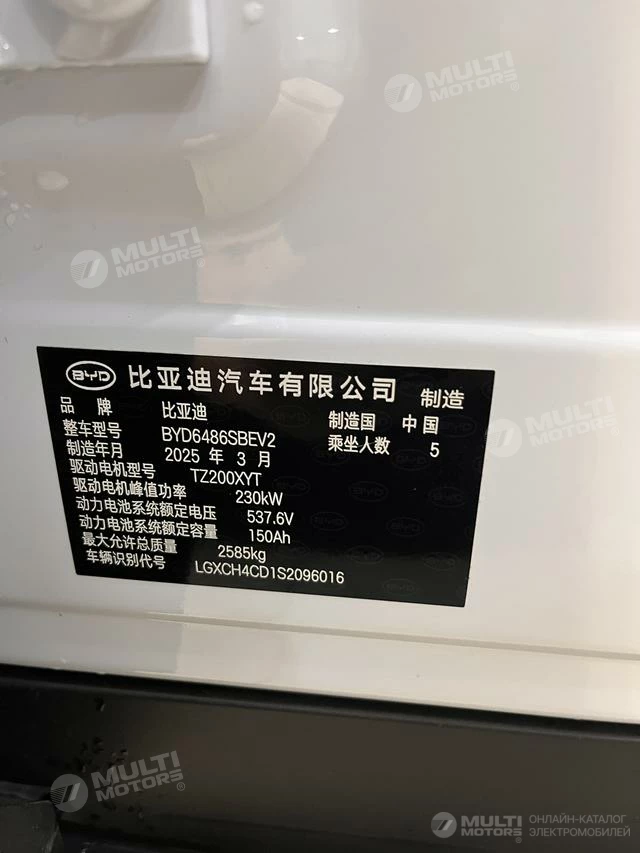 MULTI MOTORS®
MULTI MOTORS®
BYD 比亚迪汽车有限公司 制造
品牌 比亚迪 制造国 中国
整车型号 BYD6486SBEV2 乘坐人数 5
制造年月 2025 年 3 月
驱动电机型号 TZ200XYT
驱动电机峰值功率 230kW
动力电池系统额定电压 537.6V
动力电池系统额定容量 150Ah
最大允许总质量 2585kg
车辆识别代号 LGXCH4CD1S2096016
MULTI MOTORS®
MULTI MOTORS® ОНЛАЙН-КАТАЛОГ
ЭЛЕКТРОМОБИЛЕЙ